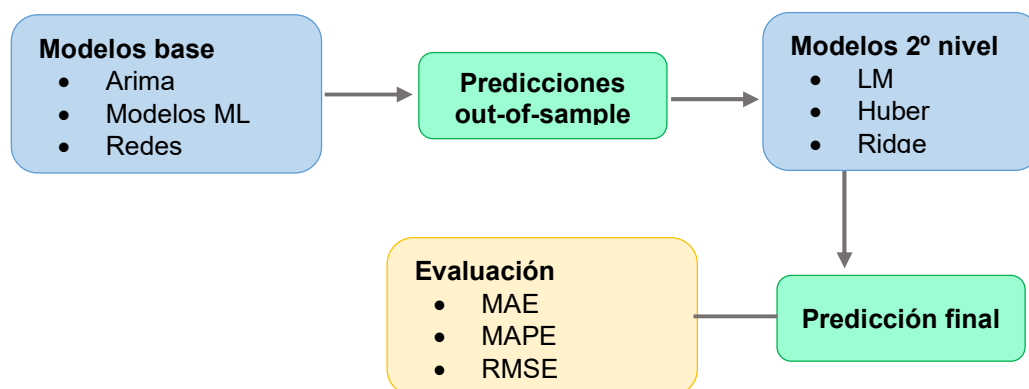 Modelos base
• Arima
• Modelos ML
• Redes
Predicciones
out-of-sample
Modelos 2º nivel
• LM
• Huber
• Ridge
Evaluación
• MAE
• MAPE
• RMSE
Predicción final